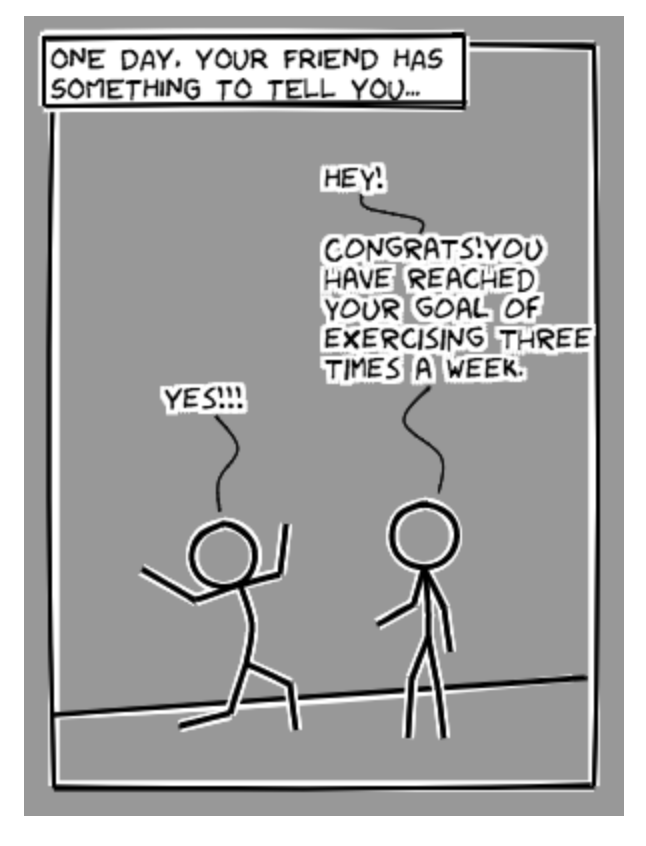 ONE DAY, YOUR FRIEND HAS
SOMETHING TO TELL YOU...
HEY!
CONGRATS!YOU
HAVE REACHED
YOUR GOAL OF
EXERCISING THREE
TIMES A WEEK.
YES!!!